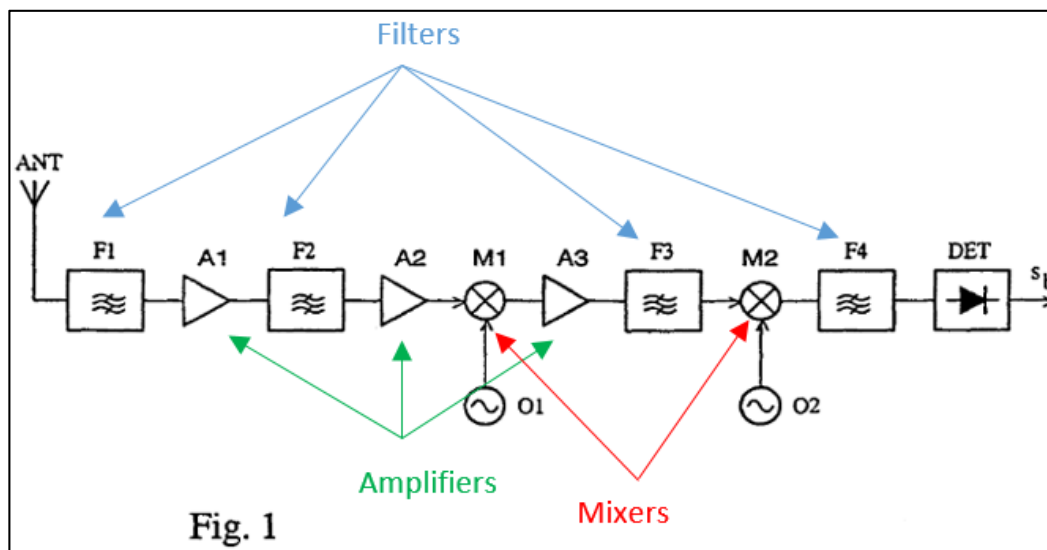 Filters
ANT
F1 A1 F2 A2 M1 A3 F3 M2 F4 DET
O1 O2
Amplifiers
Mixers
Fig. 1